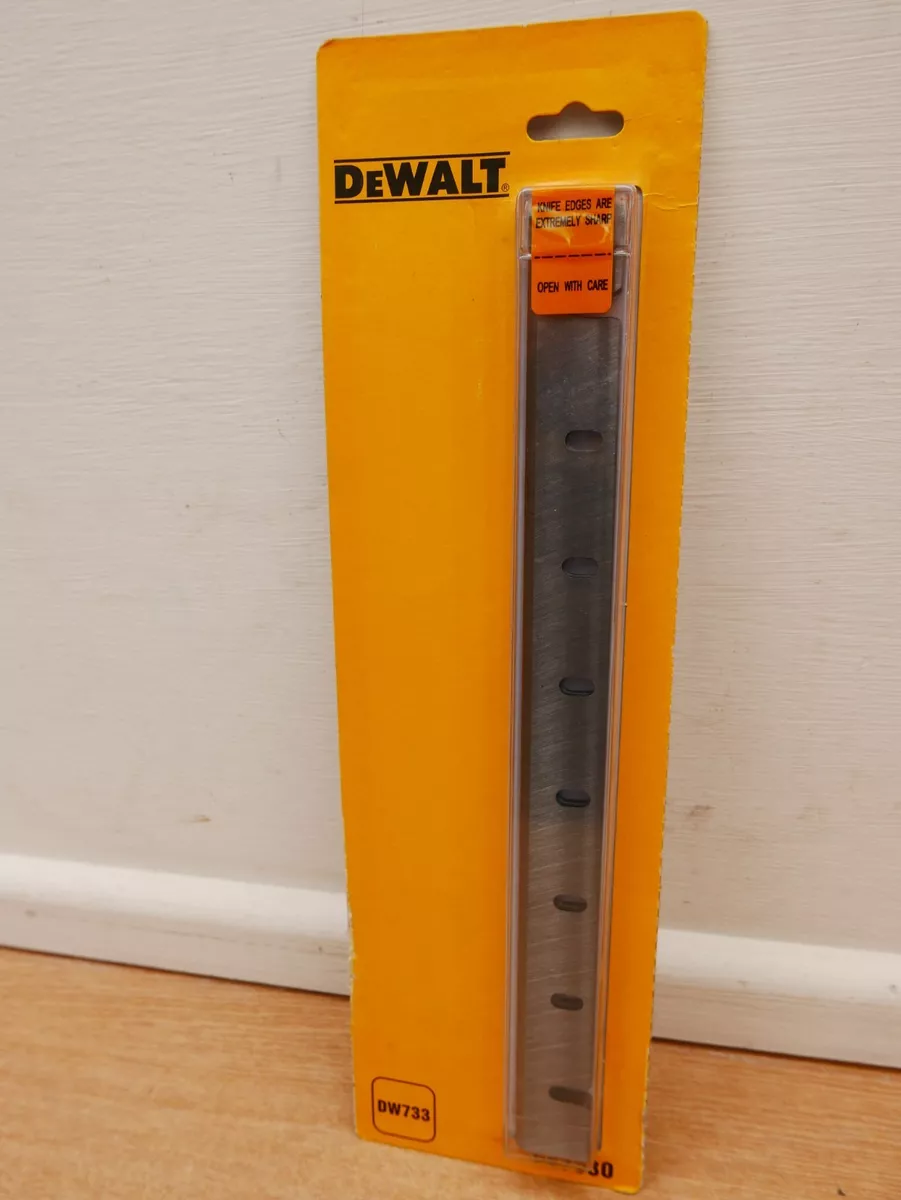 DEWALT®
KNIFE EDGES ARE
EXTREMELY SHARP
OPEN WITH CARE
DW733